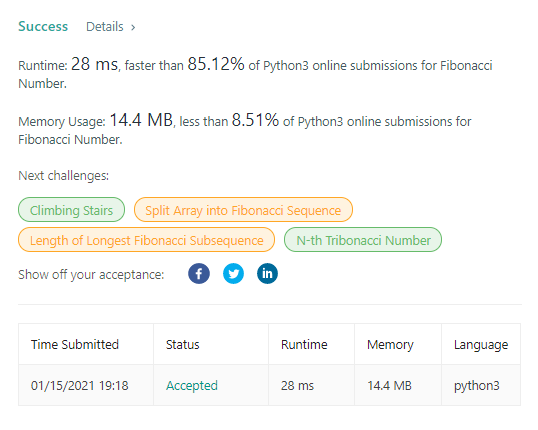 Success Details ›
Runtime: 28 ms, faster than 85.12% of Python3 online submissions for Fibonacci
Number.
Memory Usage: 14.4 MB, less than 8.51% of Python3 online submissions for
Fibonacci Number.
Next challenges:
Climbing Stairs Split Array into Fibonacci Sequence
Length of Longest Fibonacci Subsequence N-th Tribonacci Number
Show off your acceptance: f in
Time Submitted Status Runtime Memory Language
01/15/2021 19:18 Accepted 28 ms 14.4 MB python3